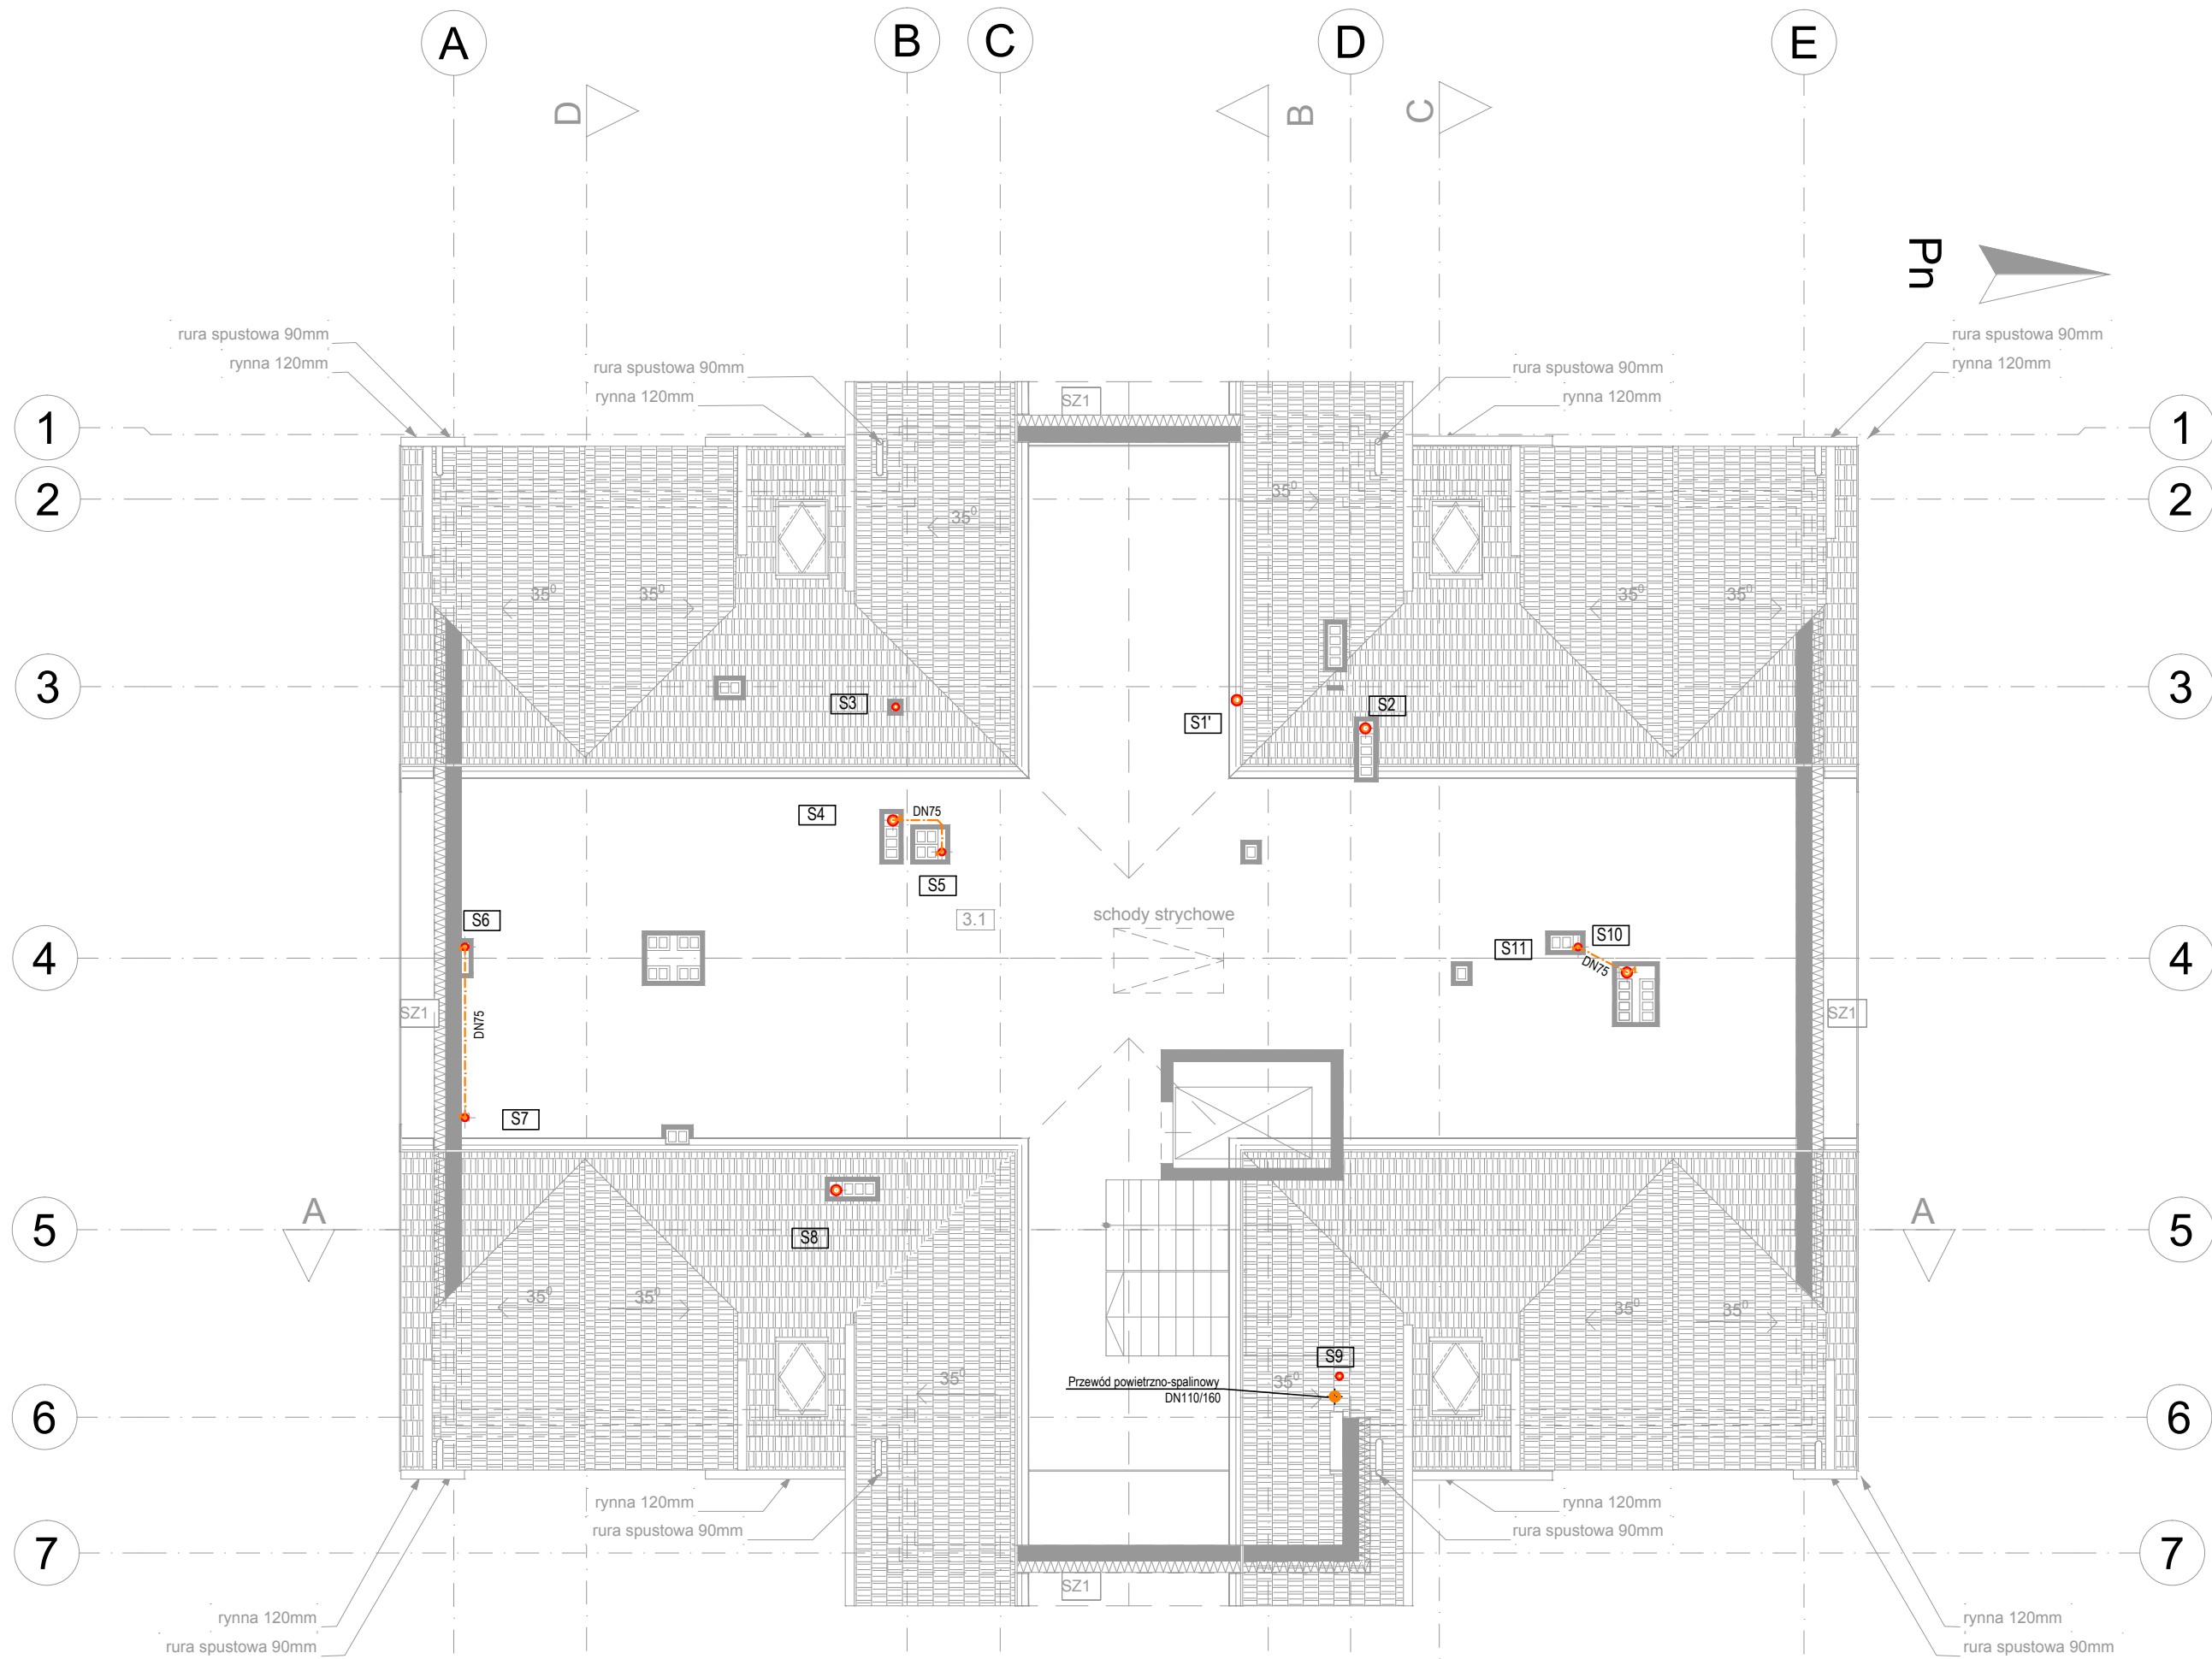 A
B
C
D
E
D
B
C
Pn
rura spustowa 90mm
rynna 120mm
rura spustowa 90mm
rynna 120mm
rura spustowa 90mm
rynna 120mm
rura spustowa 90mm
rynna 120mm
SZ1
1
1
2
2
35⁰
35⁰
35⁰
35⁰
35⁰
35⁰
3
3
S3
S1'
S2
S4
DN75
S5
S6
3.1
schody strychowe
S11
S10
DN75
4
4
SZ1
DN75
SZ1
S7
A
A
5
5
S8
35⁰
35⁰
35⁰
35⁰
S9
Przewód powietrzno-spalinowy
DN110/160
35⁰
35⁰
6
6
rynna 120mm
rura spustowa 90mm
rynna 120mm
rura spustowa 90mm
7
7
SZ1
rynna 120mm
rura spustowa 90mm
rynna 120mm
rura spustowa 90mm